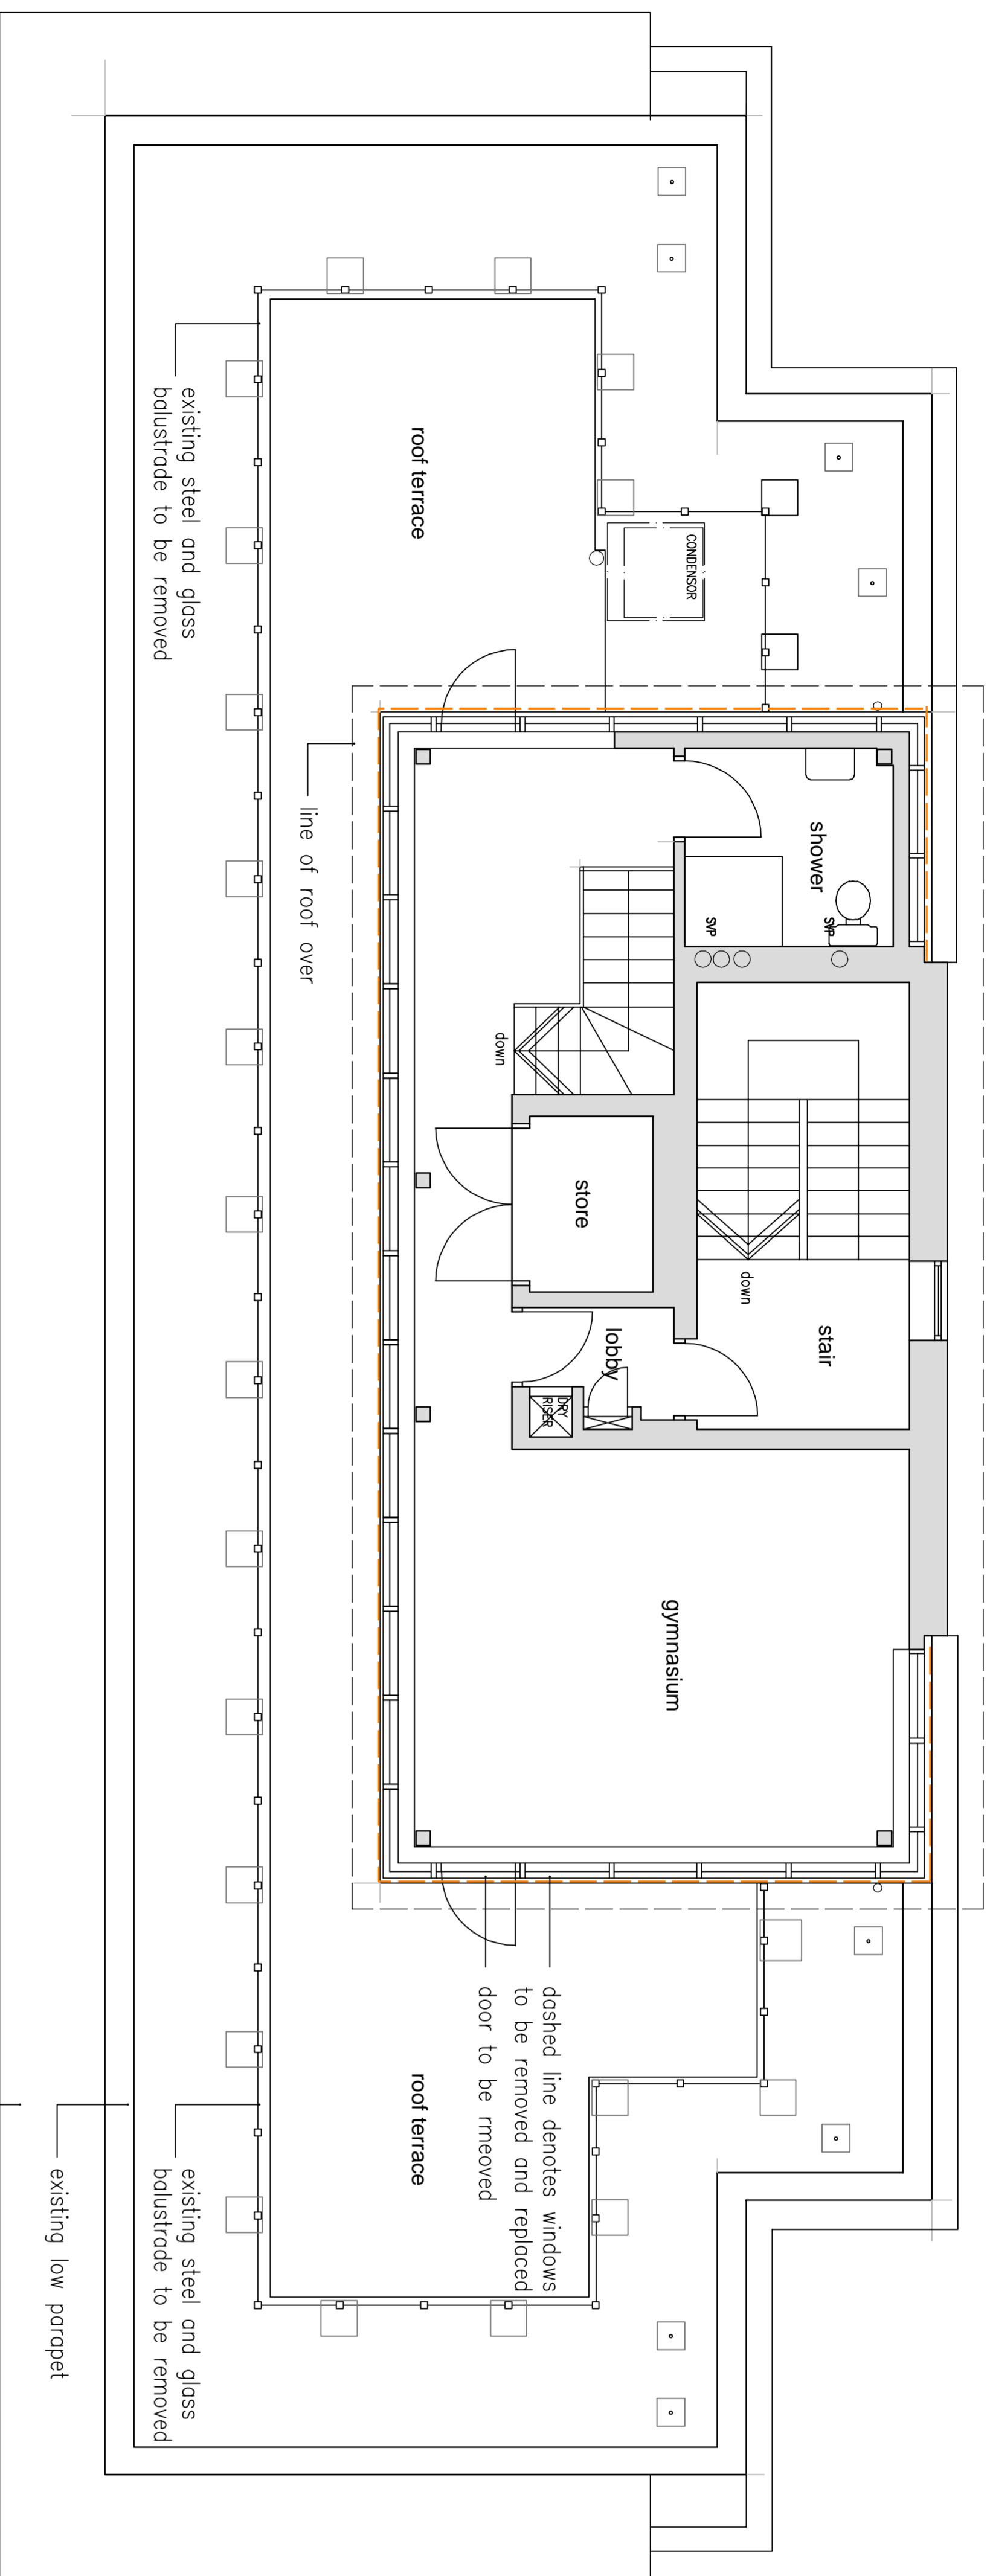 roof terrace
existing steel and glass
balustrade to be removed
CONDENSOR
line of roof over
shower
SVP
SVP
down
store
down
stair
lobby
DRY
RISER
gymnasium
dashed line denotes windows
to be removed and replaced
door to be rmeoved
roof terrace
existing steel and glass
balustrade to be removed
existing low parapet